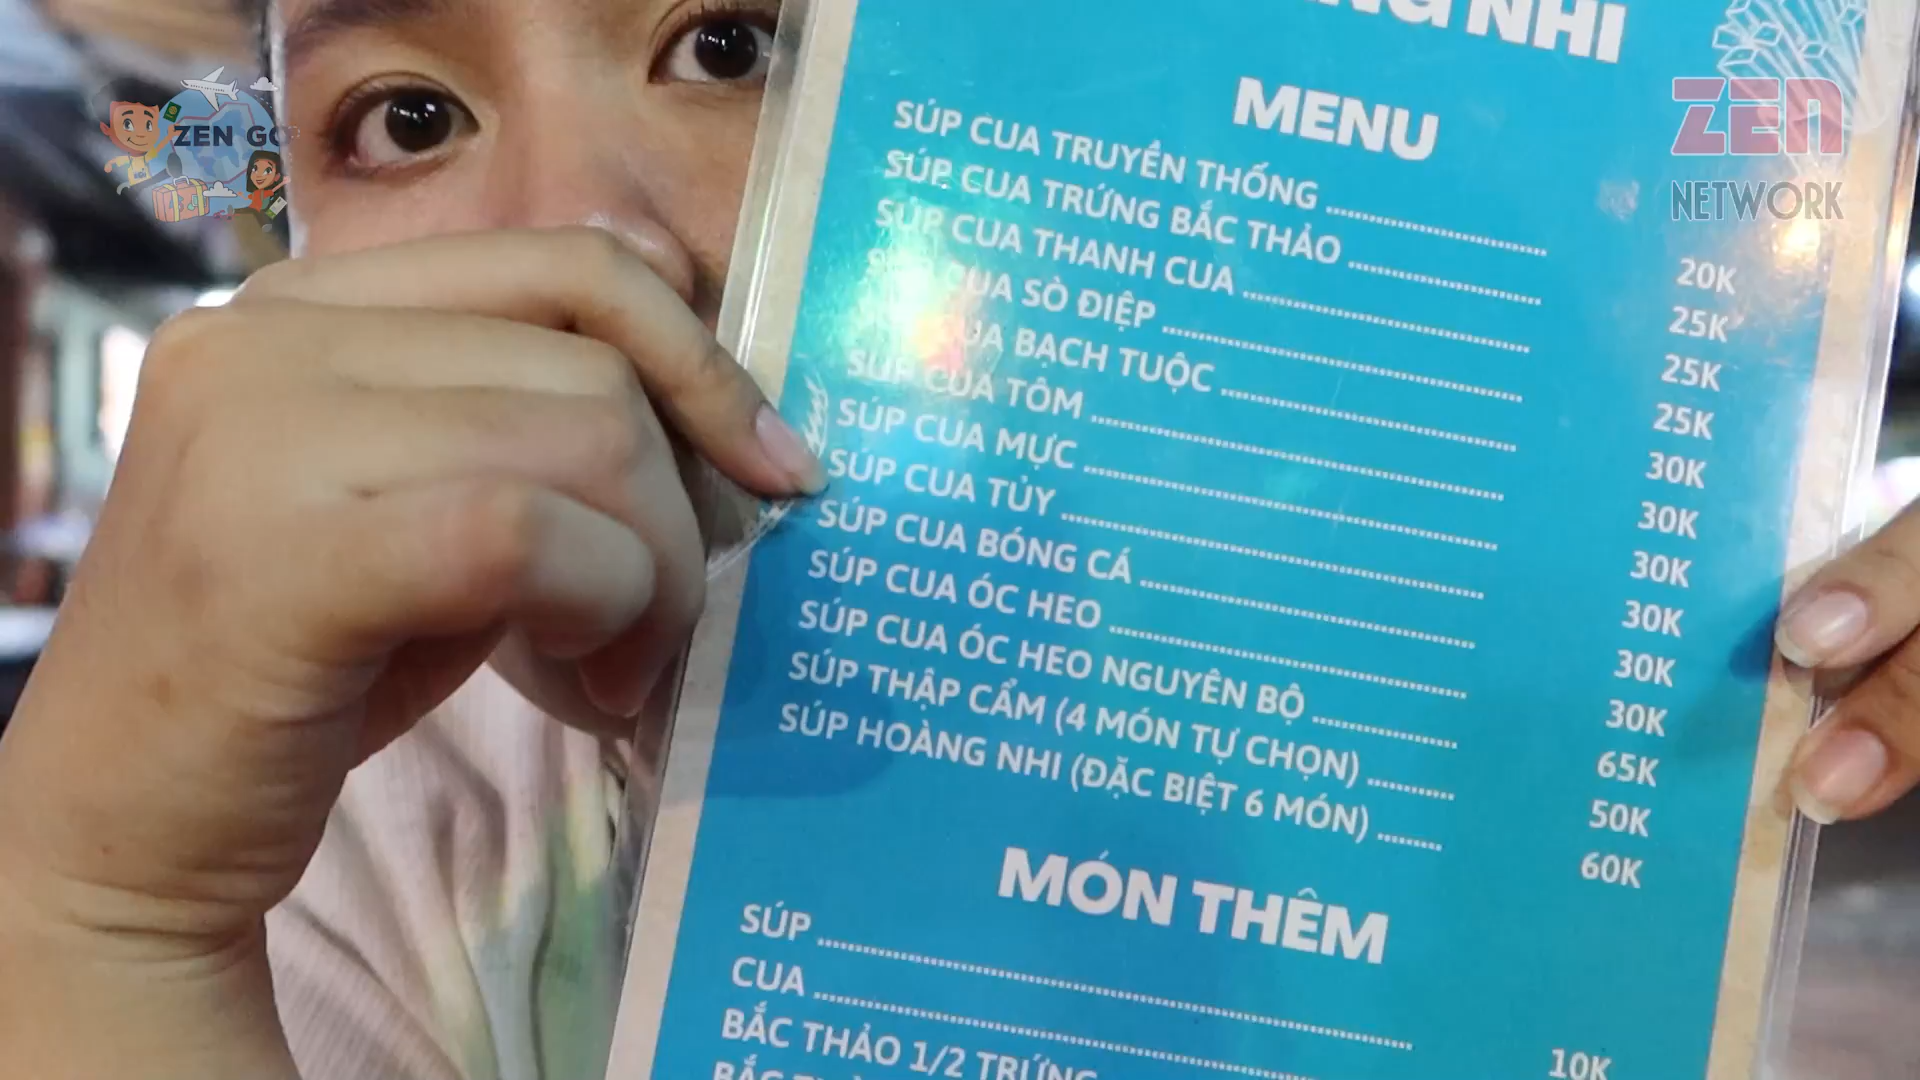 NHI
MENU
SÚP CUA TRUYỀN THỐNG 20K
SÚP CUA TRỨNG BẮC THẢO 25K
SÚP CUA THANH CUA 25K
CUA SÒ ĐIỆP 25K
CUA BẠCH TUỘC 30K
SÚP CUA TÔM 30K
SÚP CUA MỰC 30K
SÚP CUA TỦY 30K
SÚP CUA BÓNG CÁ 30K
SÚP CUA ÓC HEO 30K
SÚP CUA ÓC HEO NGUYÊN BỘ 65K
SÚP THẬP CẨM (4 MÓN TỰ CHỌN) 50K
SÚP HOÀNG NHI (ĐẶC BIỆT 6 MÓN) 60K
MÓN THÊM
SÚP 10K
CUA
BẮC THẢO 1/2 TRỨNG
BẮC
ZEN GO
ZEN
NETWORK